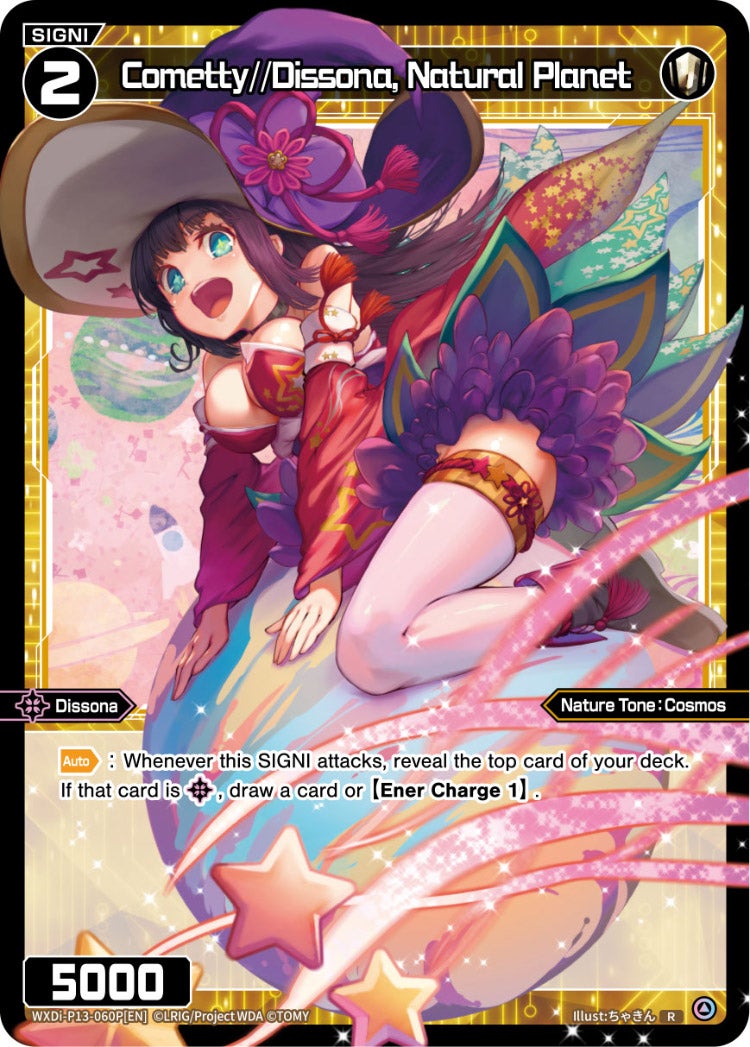 SIGNI
2
Cometty//Dissona, Natural Planet
Dissona
Nature Tone:Cosmos
Auto : Whenever this SIGNI attacks, reveal the top card of your deck.
If that card is , draw a card or 【Ener Charge 1】 .
5000
WXDi-P13-060P[EN] ©LRIG/Project WDA ©TOMY
Illust:ちゃきん R